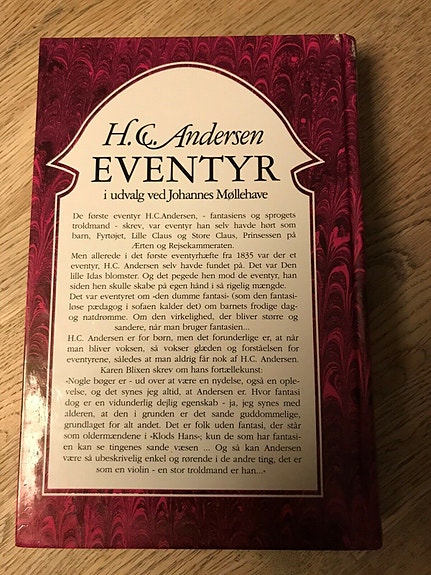 H.C. Andersen
EVENTYR
i udvalg ved Johannes Møllehave
De første eventyr H.C.Andersen, - fantasiens og sprogets
troldmand - skrev, var eventyr han selv havde hørt som
barn, Fyrtøjet, Lille Claus og Store Claus, Prinsessen på
Ærten og Rejsekammeraten.
Men allerede i det første eventyrhæfte fra 1835 var der et
eventyr, H.C. Andersen selv havde fundet på. Det var Den
lille Idas blomster. Og det pegede hen mod de eventyr, han
siden hen skulle skabe på egen hånd i så rigelig mængde.
Det var eventyret om «den dumme fantasi» (som den fantasi-
løse pædagog i sofaen kalder det) om barnets frodige dag-
og natdrømme. Om den virkelighed, der bliver større og
sandere, når man bruger fantasien...
H.C. Andersen er for børn, men det forunderlige er, at når
man bliver voksen, så vokser glæden og forståelsen for
eventyrene, således at man aldrig får nok af H.C. Andersen.
Karen Blixen skrev om hans fortællekunst:
«Nogle bøger er - ud over at være en nydelse, også en ople-
velse, og det synes jeg altid, at Andersen er. Hvor fantasi
dog er en vidunderlig dejlig egenskab - ja, jeg synes med
alderen, at den i grunden er det sande guddommelige,
grundlaget for alt andet. Det er folk uden fantasi, der står
som oldermændene i «Klods Hans»; kun de som har fantasi-
en kan se tingenes sande væsen ... Og så kan Andersen
være så ubeskrivelig enkel og rørende i de andre ting, det er
som en violin - en stor troldmand er han...»